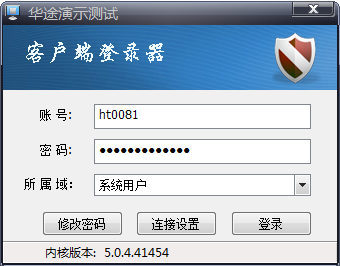 华途演示测试
客户端登录器
账 号: ht0081
密 码: ●●●●●●●●●●●●●
所 属 域: 系统用户
修改密码 连接设置 登录
内核版本: 5.0.4.41454